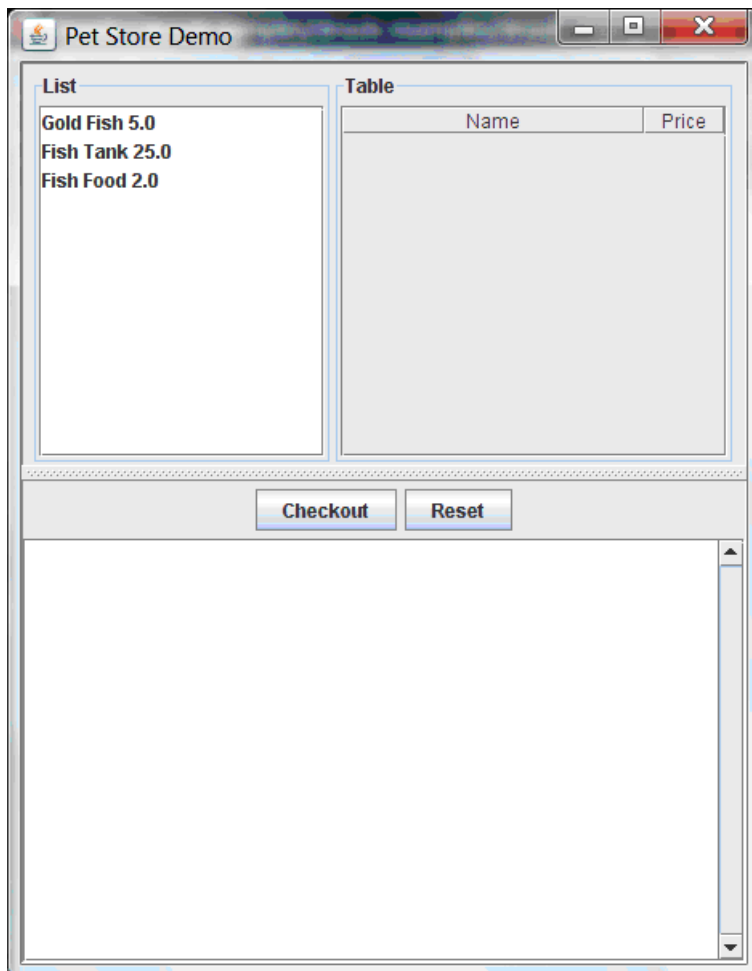 Pet Store Demo
List
Gold Fish 5.0
Fish Tank 25.0
Fish Food 2.0
Table
Name Price
Checkout Reset